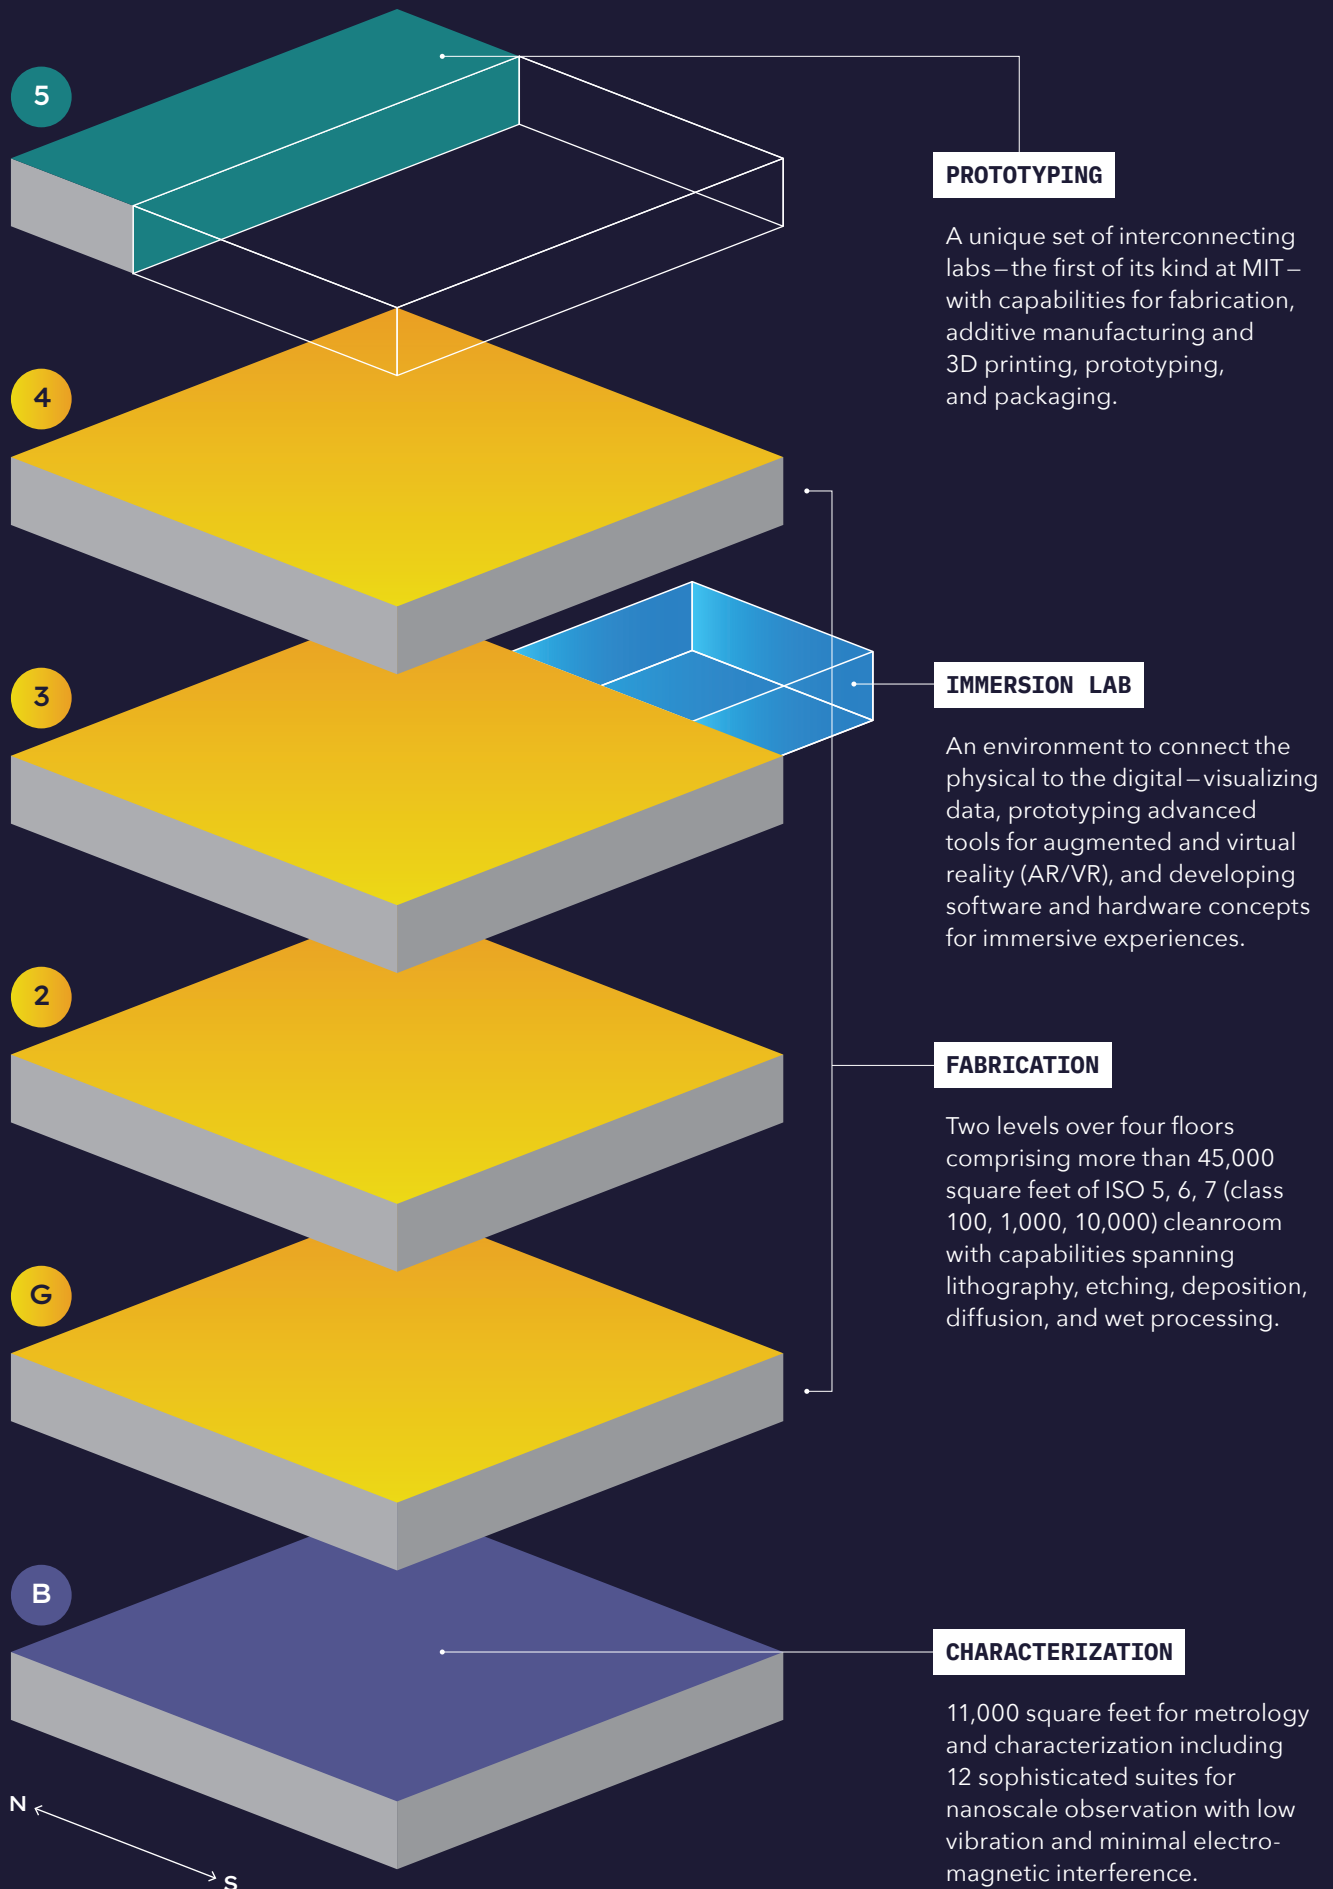 5
PROTOTYPING
A unique set of interconnecting
labs—the first of its kind at MIT—
with capabilities for fabrication,
additive manufacturing and
3D printing, prototyping,
and packaging.
4
3
IMMERSION LAB
An environment to connect the
physical to the digital—visualizing
data, prototyping advanced
tools for augmented and virtual
reality (AR/VR), and developing
software and hardware concepts
for immersive experiences.
2
FABRICATION
Two levels over four floors
comprising more than 45,000
square feet of ISO 5, 6, 7 (class
100, 1,000, 10,000) cleanroom
with capabilities spanning
lithography, etching, deposition,
diffusion, and wet processing.
G
B
CHARACTERIZATION
11,000 square feet for metrology
and characterization including
12 sophisticated suites for
nanoscale observation with low
vibration and minimal electro-
magnetic interference.
N
S